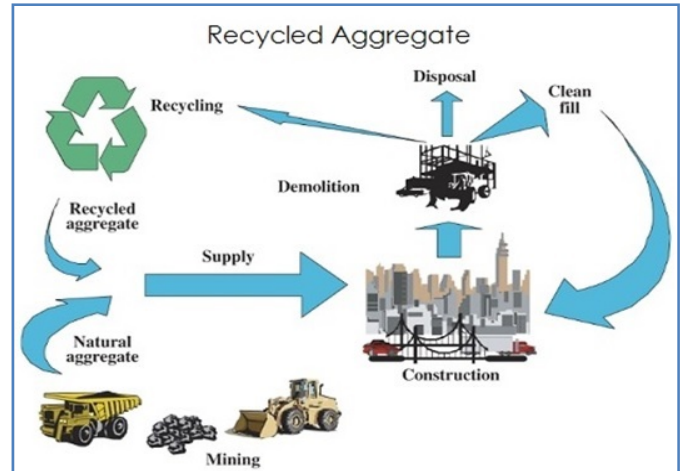 Recycled Aggregate
Disposal
Clean
fill
Recycling
Demolition
Recycled
aggregate
Supply
Natural
aggregate
Construction
Mining